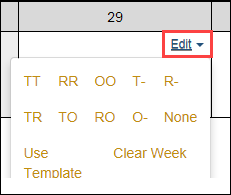 29
Edit
TT RR OO T- R-
TR TO RO O- None
Use Clear Week
Template